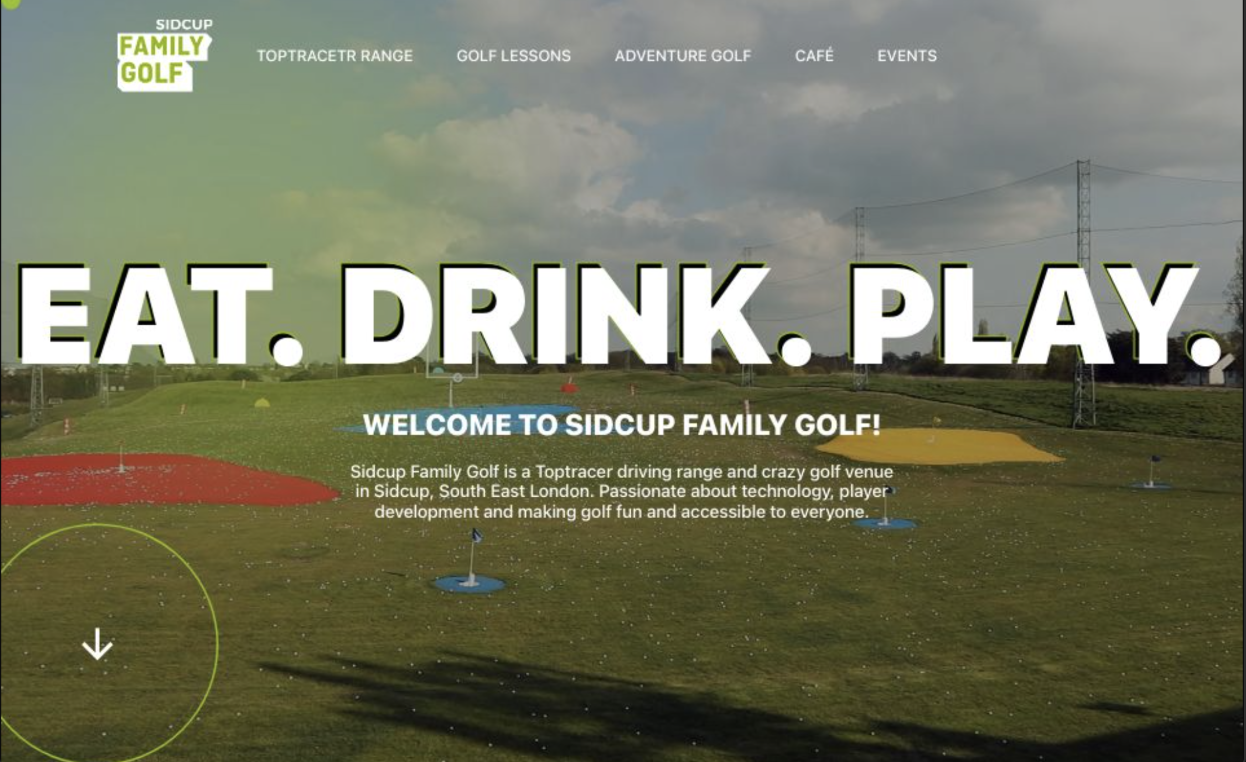 SIDCUP
FAMILY
GOLF
TOPTRACETR RANGE
GOLF LESSONS
ADVENTURE GOLF
CAFÉ
EVENTS
EAT. DRINK. PLAY.
WELCOME TO SIDCUP FAMILY GOLF!
Sidcup Family Golf is a Toptracer driving range and crazy golf venue
in Sidcup, South East London. Passionate about technology, player
development and making golf fun and accessible to everyone.